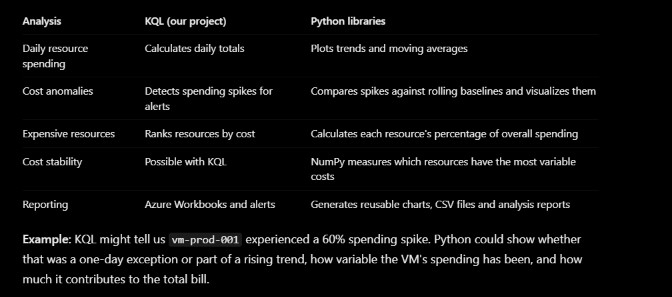 Analysis KQL (our project) Python libraries
Daily resource Calculates daily totals Plots trends and moving averages
spending
Cost anomalies Detects spending spikes for Compares spikes against rolling baselines and visualizes them
alerts
Expensive resources Ranks resources by cost Calculates each resource's percentage of overall spending
Cost stability Possible with KQL NumPy measures which resources have the most variable
costs
Reporting Azure Workbooks and alerts Generates reusable charts, CSV files and analysis reports
Example: KQL might tell us vm-prod-001 experienced a 60% spending spike. Python could show whether
that was a one-day exception or part of a rising trend, how variable the VM's spending has been, and how
much it contributes to the total bill.